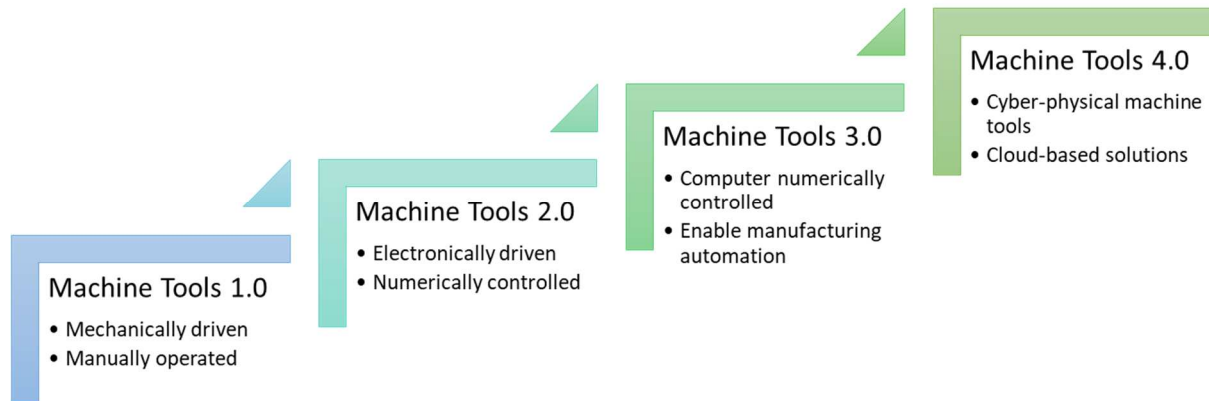 Machine Tools 1.0
• Mechanically driven
• Manually operated
Machine Tools 2.0
• Electronically driven
• Numerically controlled
Machine Tools 3.0
• Computer numerically
controlled
• Enable manufacturing
automation
Machine Tools 4.0
• Cyber-physical machine
tools
• Cloud-based solutions